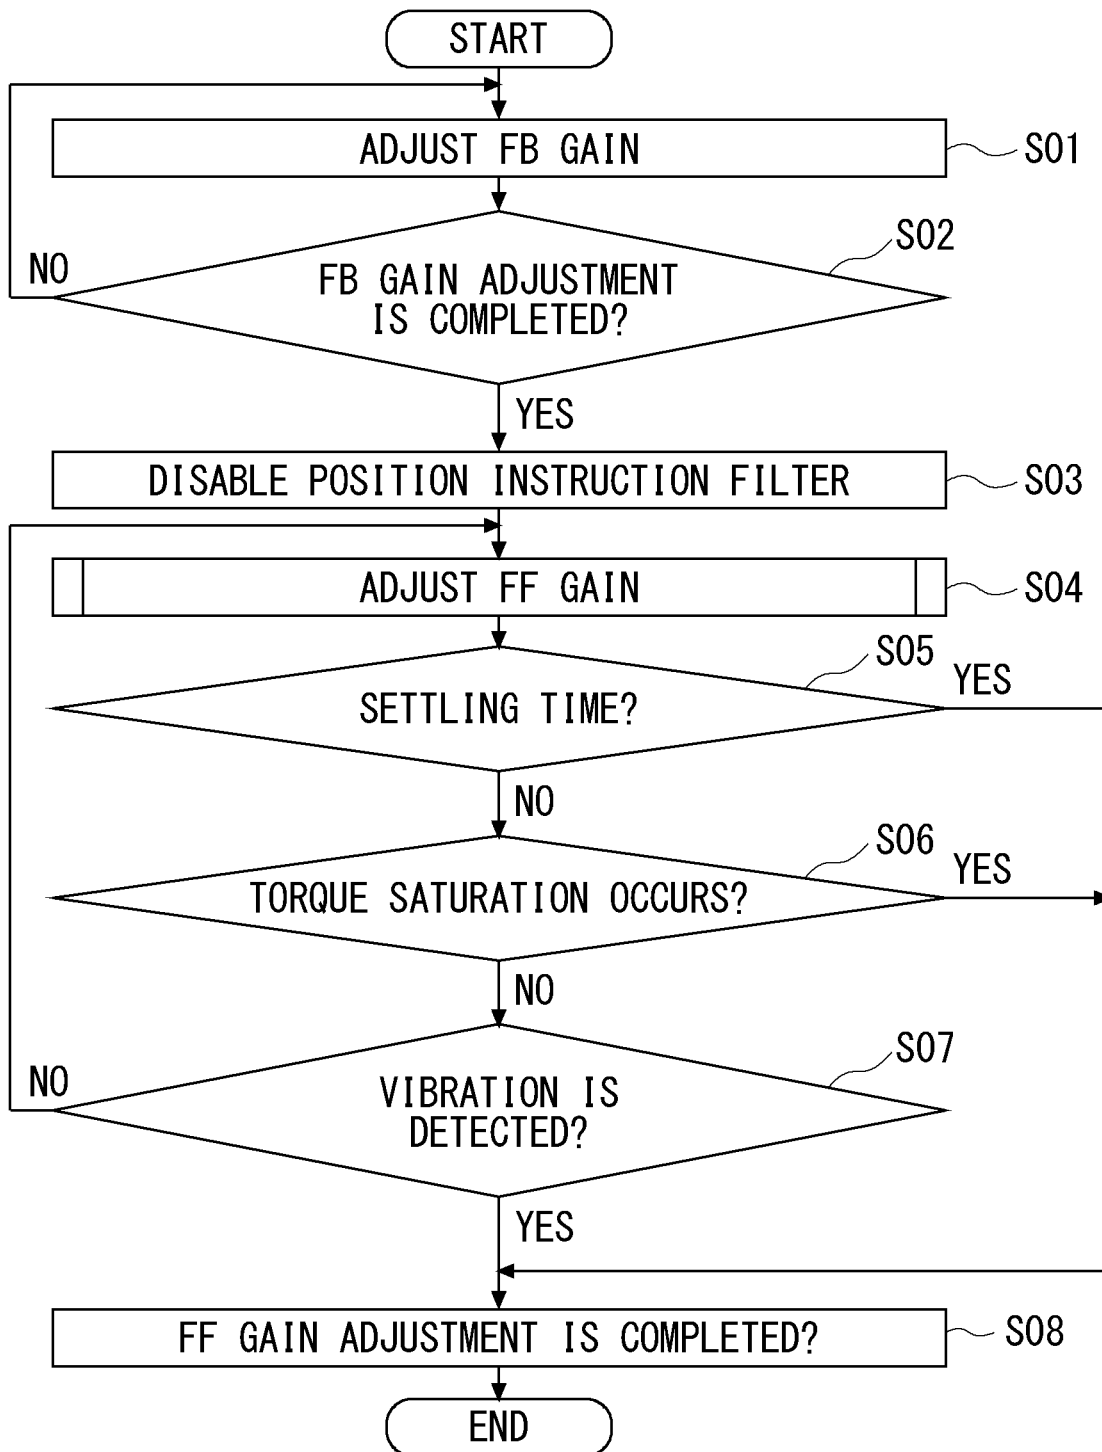 START
ADJUST FB GAIN
S01
S02
NO
FB GAIN ADJUSTMENT
IS COMPLETED?
YES
DISABLE POSITION INSTRUCTION FILTER
S03
ADJUST FF GAIN
S04
S05
YES
SETTLING TIME?
NO
S06
YES
TORQUE SATURATION OCCURS?
NO
S07
NO
VIBRATION IS
DETECTED?
YES
FF GAIN ADJUSTMENT IS COMPLETED?
S08
END